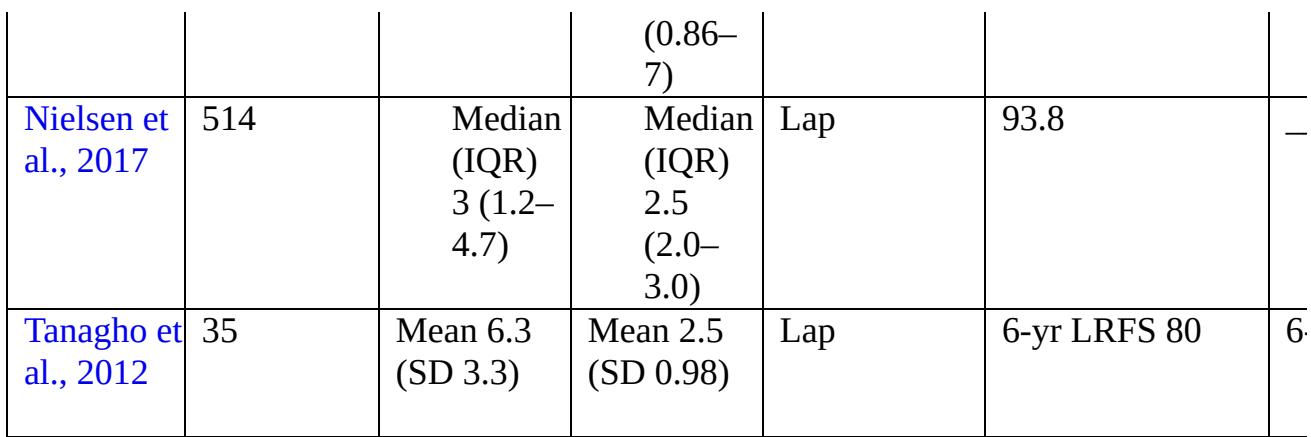 (0.86–
7)
Nielsen et
al., 2017
514
Median
(IQR)
3 (1.2–
4.7)
Median
(IQR)
2.5
(2.0–
3.0)
Lap
93.8
—
Tanagho et
al., 2012
35
Mean 6.3
(SD 3.3)
Mean 2.5
(SD 0.98)
Lap
6-yr LRFS 80
6-